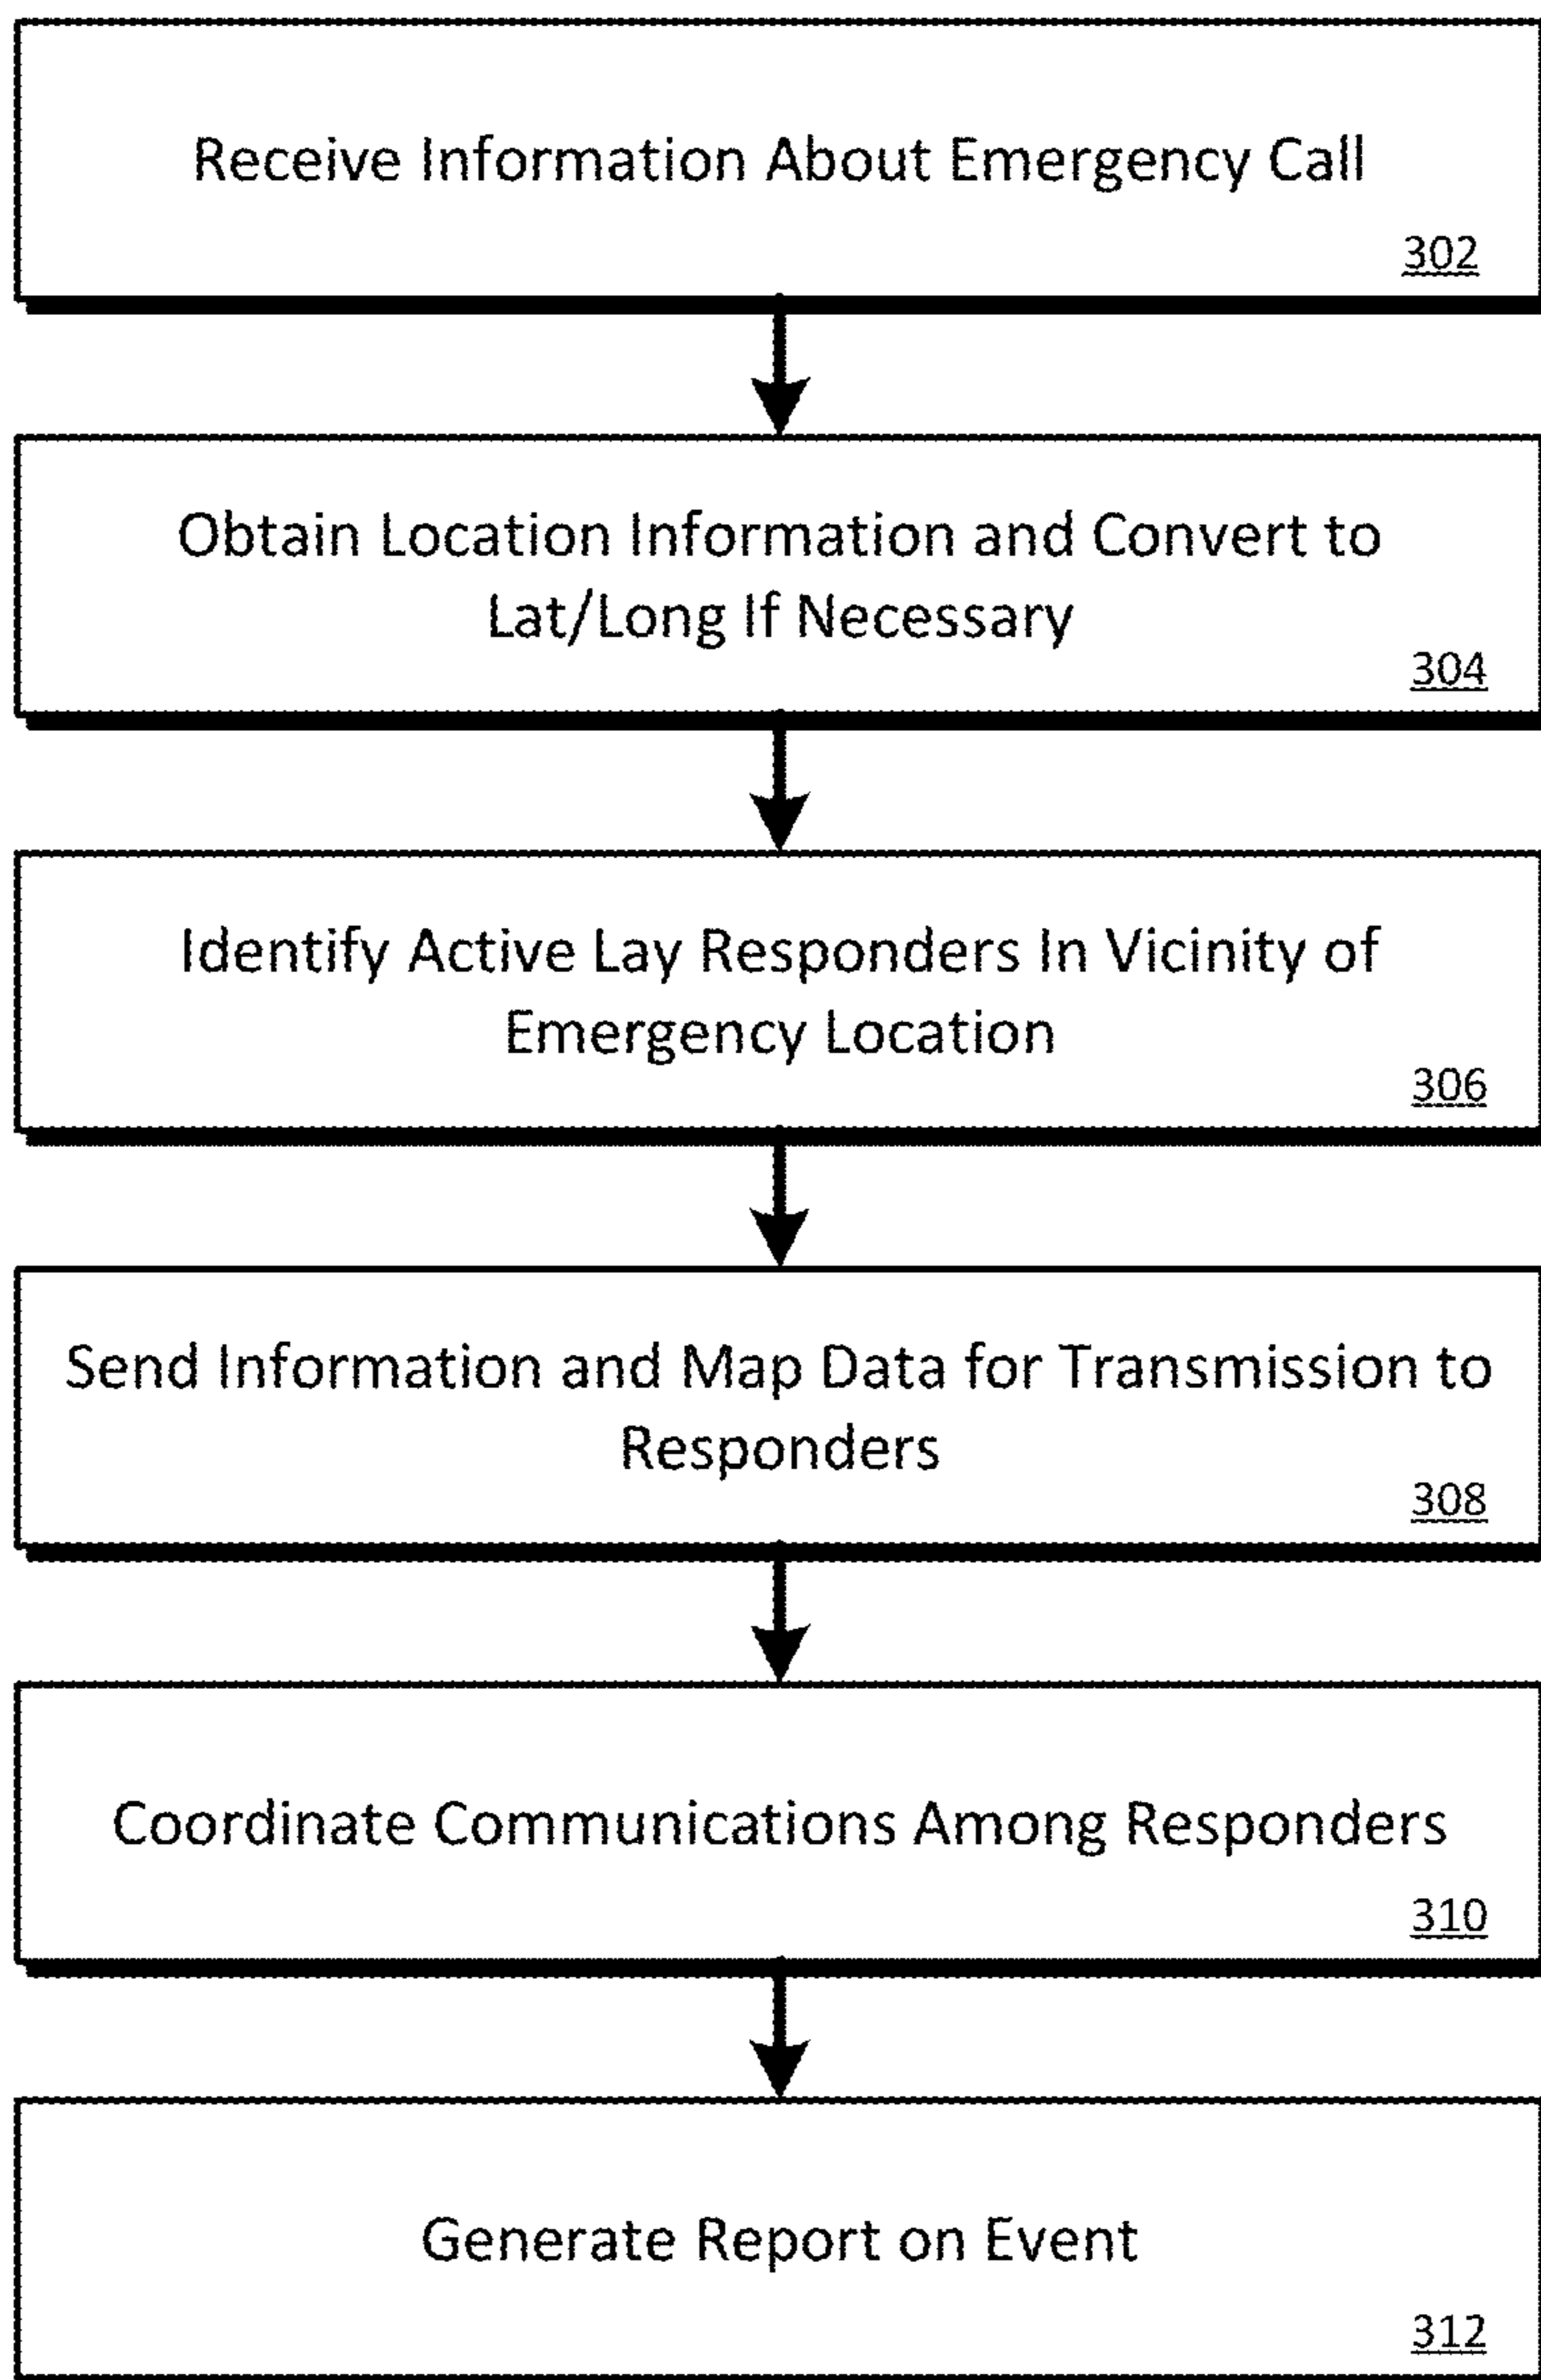 Receive Information About Emergency Call
302
Obtain Location Information and Convert to
Lat/Long If Necessary
304
Identify Active Lay Responders In Vicinity of
Emergency Location
306
Send Information and Map Data for Transmission to
Responders
308
Coordinate Communications Among Responders
310
Generate Report on Event
312